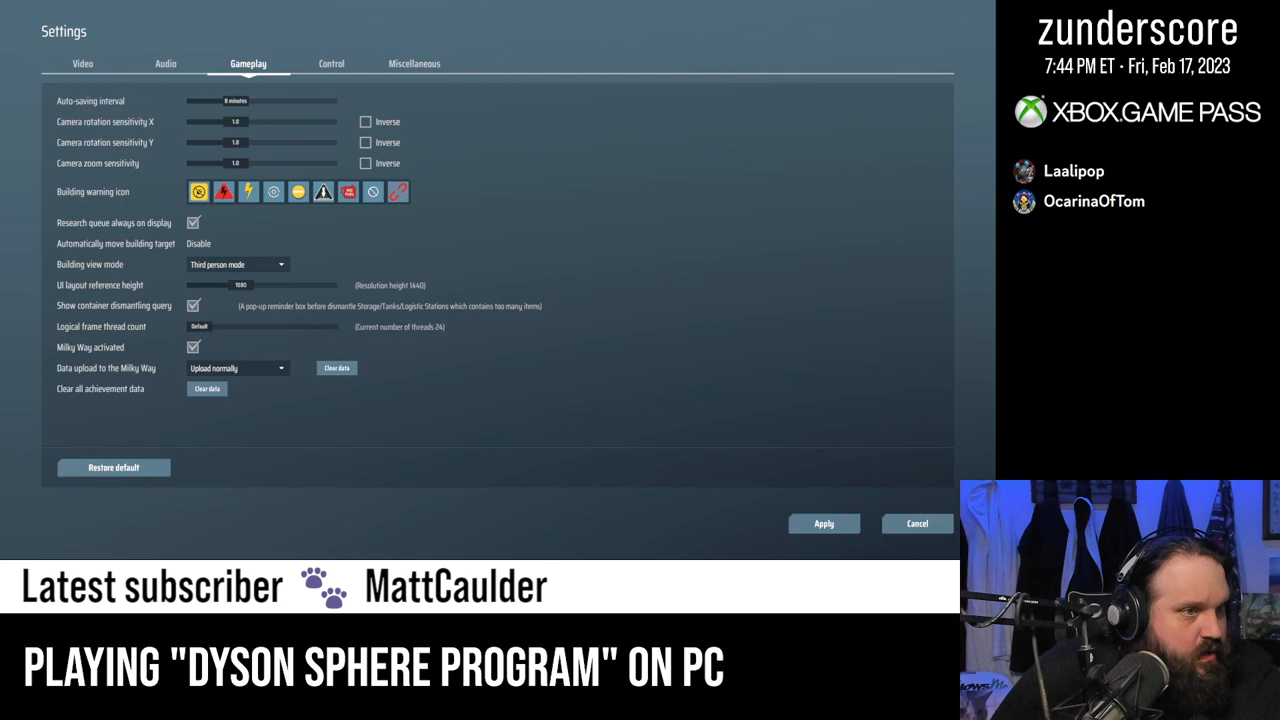 Settings
Video
Audio
Gameplay
Control
Miscellaneous
Auto-saving interval
8 minutes
Camera rotation sensitivity X
1.0
Inverse
Camera rotation sensitivity Y
1.0
Inverse
Camera zoom sensitivity
1.0
Inverse
Building warning icon
NO FUEL
Research queue always on display
Automatically move building target
Disable
Building view mode
Third person mode
UI layout reference height
1080
(Resolution height 1440)
Show container dismantling query
(A pop-up reminder box before dismantle Storage/Tanks/Logistic Stations which contains too many items)
Logical frame thread count
Default
(Current number of threads 24)
Milky Way activated
Data upload to the Milky Way
Upload normally
Clear data
Clear all achievement data
Clear data
Restore default
Apply
Cancel
zunderscore
7:44 PM ET • Fri, Feb 17, 2023
XBOX GAME PASS
Laalipop
OcarinaOfTom
Latest subscriber
MattCaulder
PLAYING "DYSON SPHERE PROGRAM" ON PC